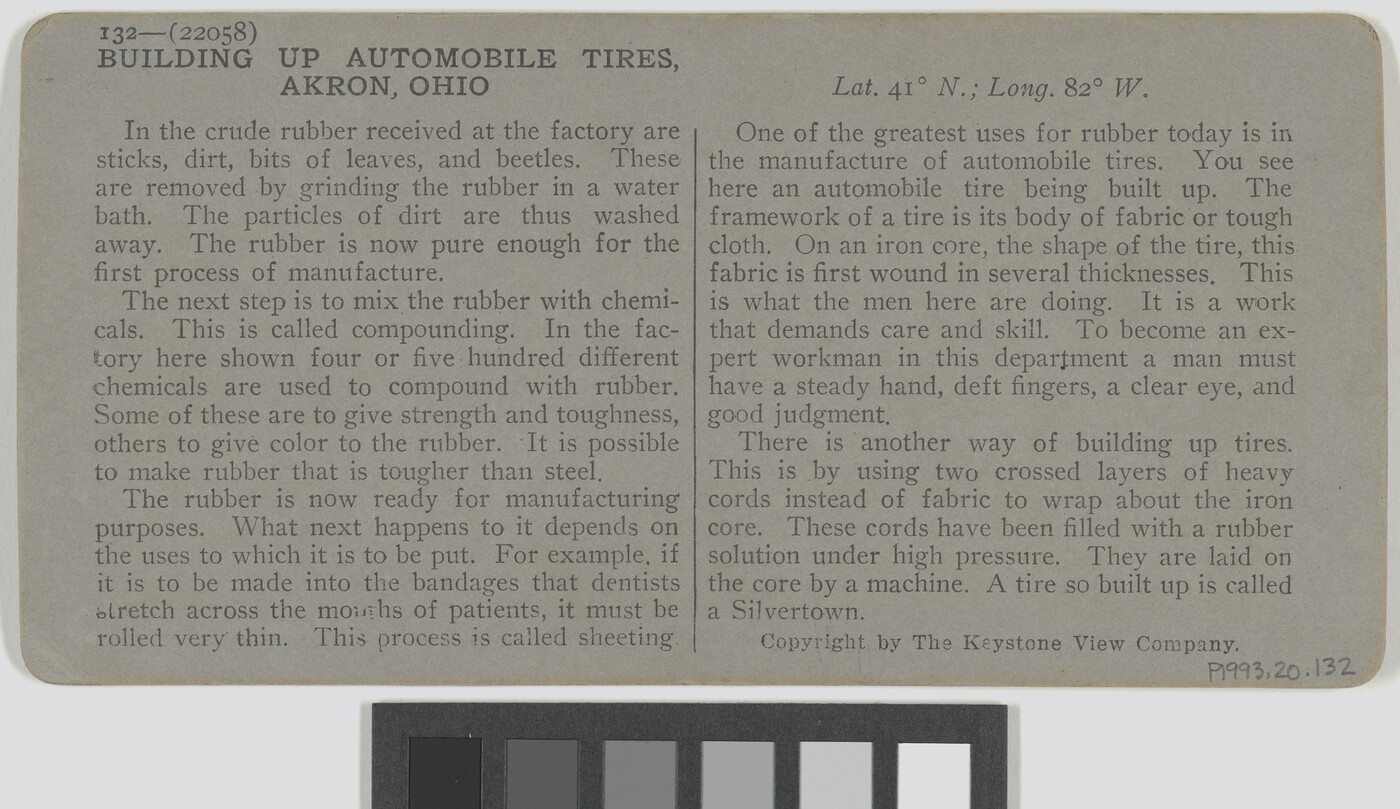 132—(22058)
BUILDING UP AUTOMOBILE TIRES,
AKRON, OHIO
In the crude rubber received at the factory are
sticks, dirt, bits of leaves, and beetles. These
are removed by grinding the rubber in a water
bath. The particles of dirt are thus washed
away. The rubber is now pure enough for the
first process of manufacture.
The next step is to mix the rubber with chemi-
cals. This is called compounding. In the fac-
tory here shown four or five hundred different
chemicals are used to compound with rubber.
Some of these are to give strength and toughness,
others to give color to the rubber. It is possible
to make rubber that is tougher than steel.
The rubber is now ready for manufacturing
purposes. What next happens to it depends on
the uses to which it is to be put. For example, if
it is to be made into the bandages that dentists
stretch across the mouths of patients, it must be
rolled very thin. This process is called sheeting.
Lat. 41° N.; Long. 82° W.
One of the greatest uses for rubber today is in
the manufacture of automobile tires. You see
here an automobile tire being built up. The
framework of a tire is its body of fabric or tough
cloth. On an iron core, the shape of the tire, this
fabric is first wound in several thicknesses. This
is what the men here are doing. It is a work
that demands care and skill. To become an ex-
pert workman in this department a man must
have a steady hand, deft fingers, a clear eye, and
good judgment.
There is another way of building up tires.
This is by using two crossed layers of heavy
cords instead of fabric to wrap about the iron
core. These cords have been filled with a rubber
solution under high pressure. They are laid on
the core by a machine. A tire so built up is called
a Silvertown.
Copyright by The Keystone View Company.
P1993.20.132